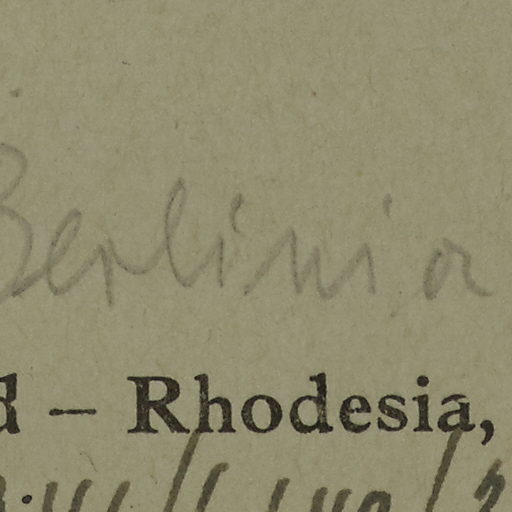 Berlinia
d – Rhodesia,